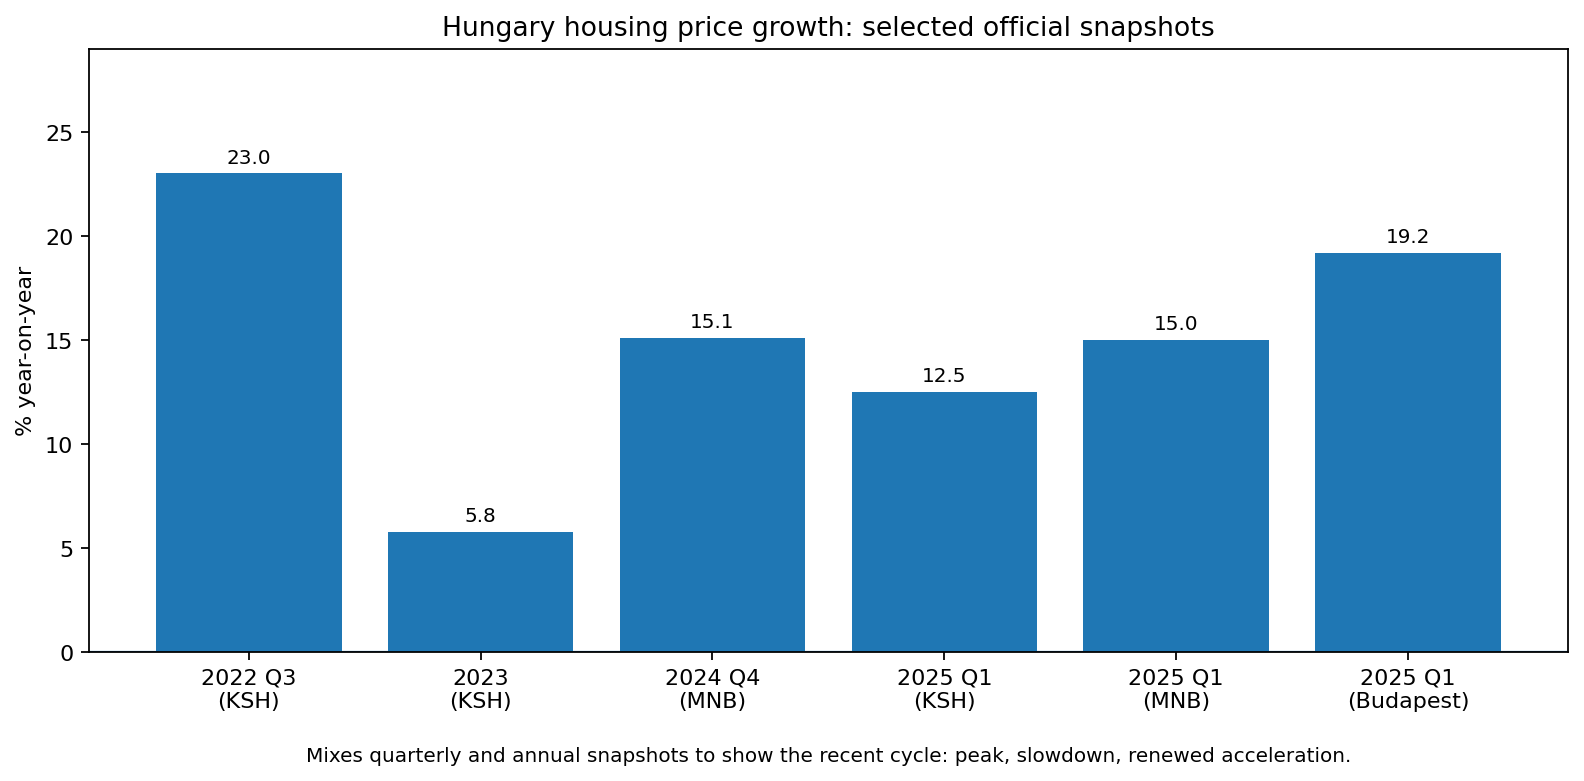 Hungary housing price growth: selected official snapshots
% year-on-year
25
20
15
10
5
0
23.0
5.8
15.1
12.5
15.0
19.2
2022 Q3
(KSH)
2023
(KSH)
2024 Q4
(MNB)
2025 Q1
(KSH)
2025 Q1
(MNB)
2025 Q1
(Budapest)
Mixes quarterly and annual snapshots to show the recent cycle: peak, slowdown, renewed acceleration.